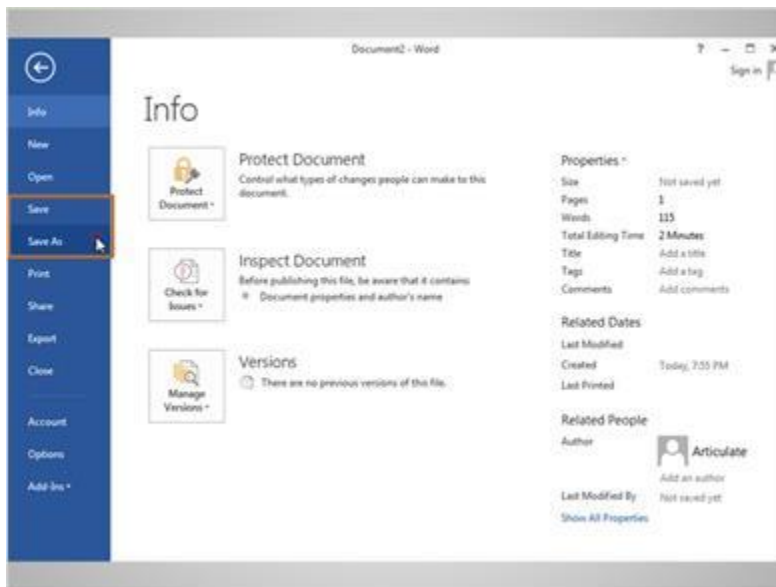 Document2 - Word
?
Sign in
Info
New
Open
Save
Save As
Print
Share
Export
Close
Account
Options
Add-Ins
Info
Protect Document
Protect Document
Control what types of changes people can make to this
document.
Check for
Issues
Inspect Document
Before publishing this file, be aware that it contains:
Document properties and author's name
Manage
Versions
Versions
There are no previous versions of this file.
Properties
Size Not saved yet
Pages 1
Words 115
Total Editing Time 2 Minutes
Title Add a title
Tags Add a tag
Comments Add comments
Related Dates
Last Modified
Created Today, 7:55 PM
Last Printed
Related People
Author Articulate
Add an author
Last Modified By Not saved yet
Show All Properties